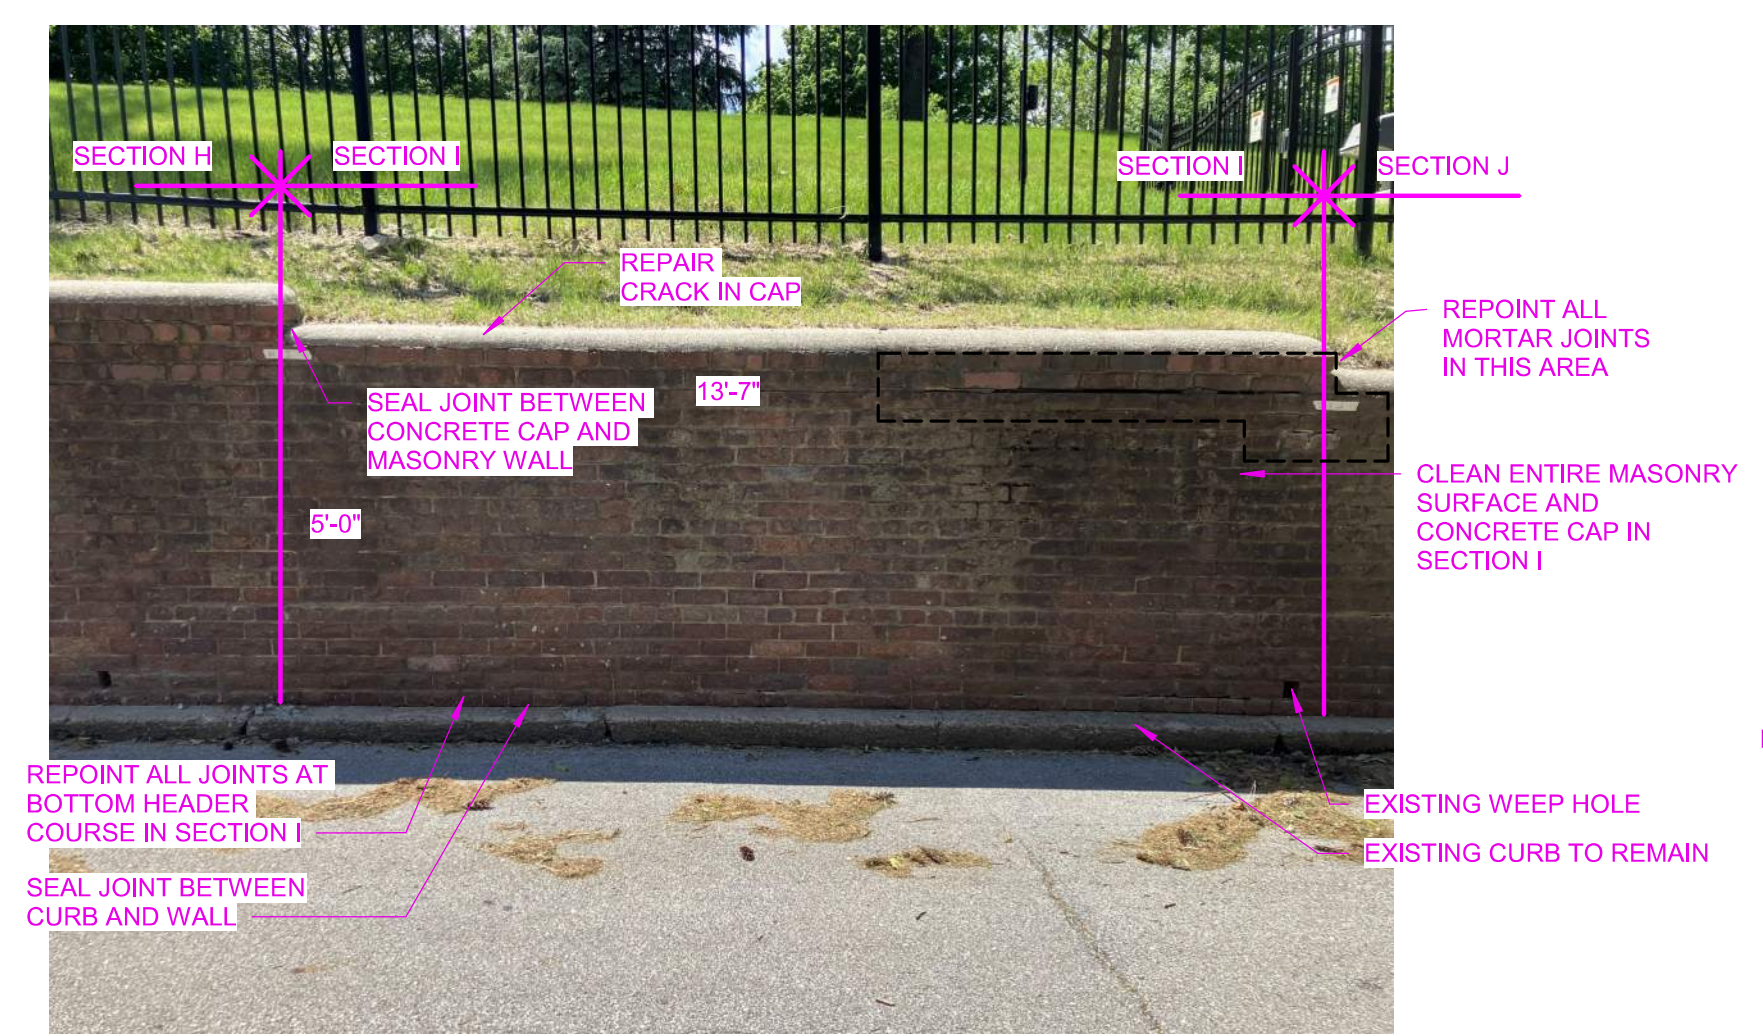 SECTION H
SECTION I
SECTION I
SECTION J
REPAIR
CRACK IN CAP
REPOINT ALL
MORTAR JOINTS
IN THIS AREA
13'-7"
SEAL JOINT BETWEEN
CONCRETE CAP AND
MASONRY WALL
CLEAN ENTIRE MASONRY
SURFACE AND
CONCRETE CAP IN
SECTION I
5'-0"
REPOINT ALL JOINTS AT
BOTTOM HEADER
COURSE IN SECTION I
EXISTING WEEP HOLE
EXISTING CURB TO REMAIN
SEAL JOINT BETWEEN
CURB AND WALL